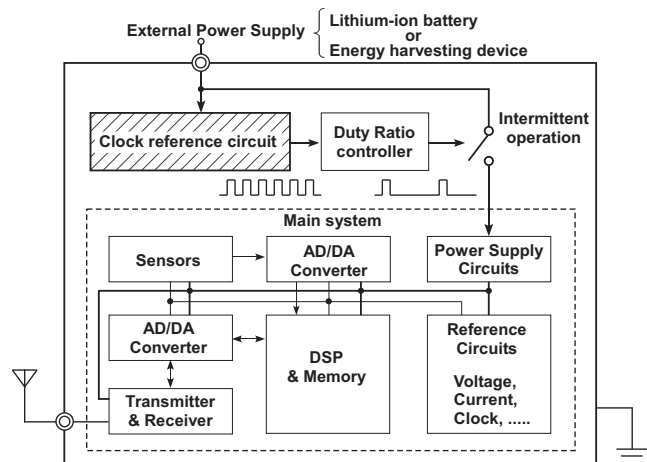 External Power Supply
Lithium-ion battery
or
Energy harvesting device
Clock reference circuit
Duty Ratio
controller
Intermittent
operation
Main system
Sensors
AD/DA
Converter
Power Supply
Circuits
AD/DA
Converter
DSP
& Memory
Reference
Circuits
Voltage,
Current,
Clock, .....
Transmitter
& Receiver